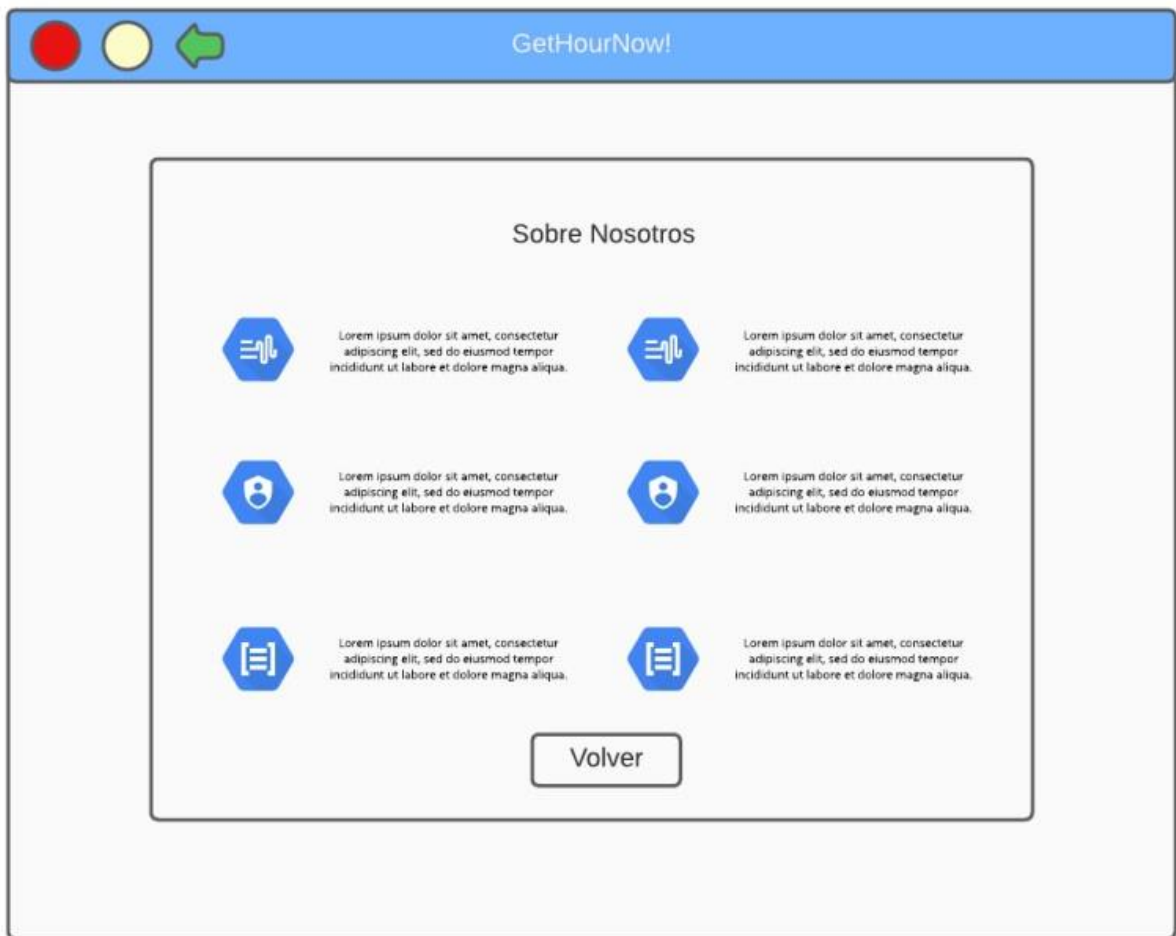 GetHourNow!
Sobre Nosotros
Lorem ipsum dolor sit amet, consectetur
adipiscing elit, sed do eiusmod tempor
incididunt ut labore et dolore magna aliqua.
Lorem ipsum dolor sit amet, consectetur
adipiscing elit, sed do eiusmod tempor
incididunt ut labore et dolore magna aliqua.
Lorem ipsum dolor sit amet, consectetur
adipiscing elit, sed do eiusmod tempor
incididunt ut labore et dolore magna aliqua.
Lorem ipsum dolor sit amet, consectetur
adipiscing elit, sed do eiusmod tempor
incididunt ut labore et dolore magna aliqua.
Lorem ipsum dolor sit amet, consectetur
adipiscing elit, sed do eiusmod tempor
incididunt ut labore et dolore magna aliqua.
Lorem ipsum dolor sit amet, consectetur
adipiscing elit, sed do eiusmod tempor
incididunt ut labore et dolore magna aliqua.
Volver